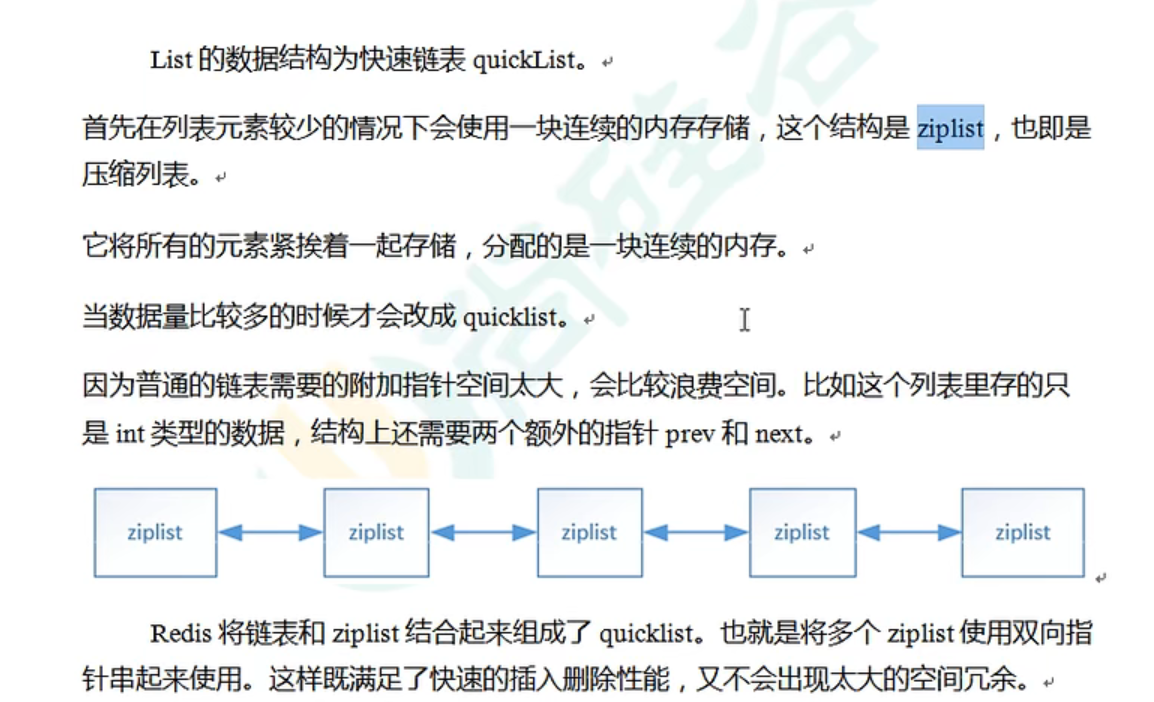 List 的数据结构为快速链表 quickList。
首先在列表元素较少的情况下会使用一块连续的内存存储，这个结构是 ziplist，也即是
压缩列表。
它将所有的元素紧挨着一起存储，分配的是一块连续的内存。
当数据量比较多的时候才会改成 quicklist。
因为普通的链表需要的附加指针空间太大，会比较浪费空间。比如这个列表里存的只
是 int 类型的数据，结构上还需要两个额外的指针 prev 和 next。
ziplist ziplist ziplist ziplist ziplist
Redis 将链表和 ziplist 结合起来组成了 quicklist。也就是将多个 ziplist 使用双向指
针串起来使用。这样既满足了快速的插入删除性能，又不会出现太大的空间冗余。
尚硅谷